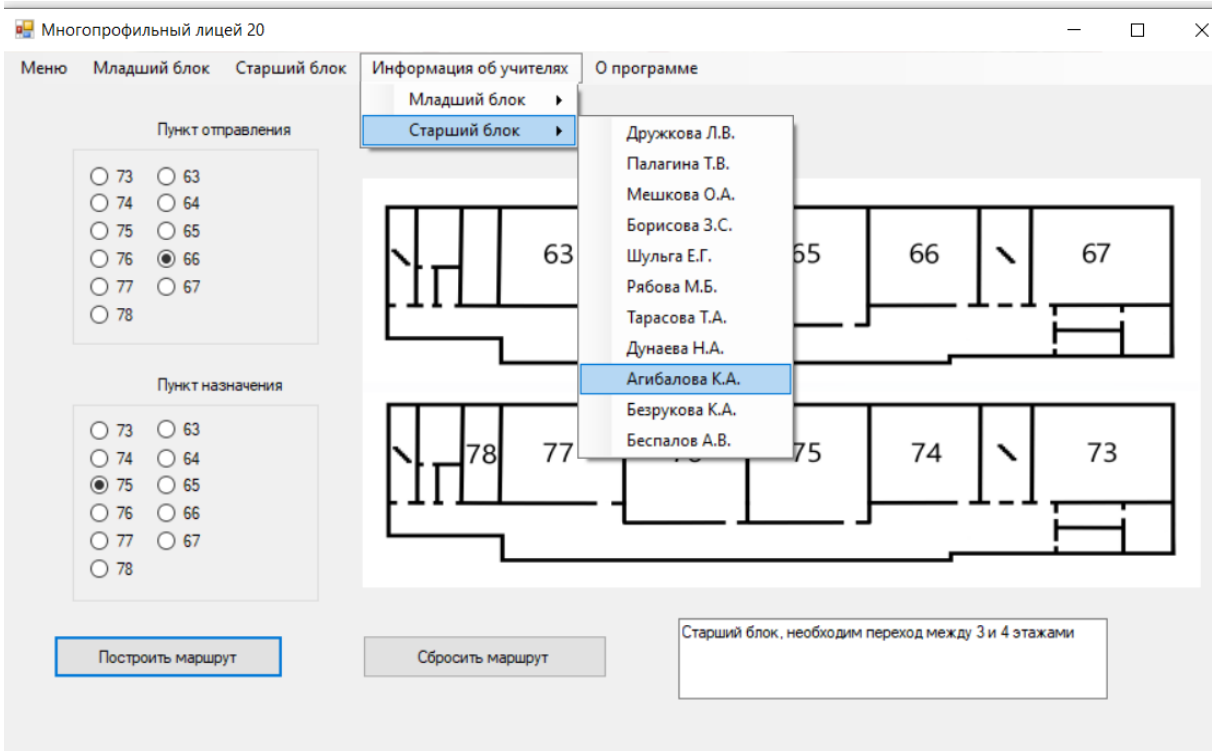 Многопрофильный лицей 20
Меню Младший блок Старший блок Информация об учителях О программе
Младший блок
Старший блок
Дружкова Л.В.
Палагина Т.В.
Мешкова О.А.
Борисова З.С.
Шульга Е.Г.
Рябова М.Б.
Тарасова Т.А.
Дунаева Н.А.
Агибалова К.А.
Безрукова К.А.
Беспалов А.В.
Пункт отправления
73 63
74 64
75 65
76 66
77 67
78
Пункт назначения
73 63
74 64
75 65
76 66
77 67
78
63 65 66 67
78 77 75 74 73
Построить маршрут
Сбросить маршрут
Старший блок, необходим переход между 3 и 4 этажами